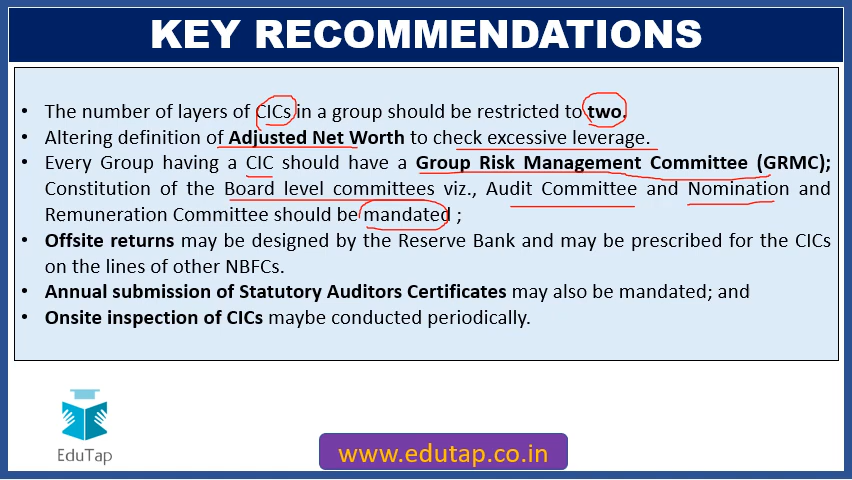 KEY RECOMMENDATIONS
• The number of layers of CICs in a group should be restricted to two.
• Altering definition of Adjusted Net Worth to check excessive leverage.
• Every Group having a CIC should have a Group Risk Management Committee (GRMC);
Constitution of the Board level committees viz., Audit Committee and Nomination and
Remuneration Committee should be mandated ;
• Offsite returns may be designed by the Reserve Bank and may be prescribed for the CICs
on the lines of other NBFCs.
• Annual submission of Statutory Auditors Certificates may also be mandated; and
• Onsite inspection of CICs maybe conducted periodically.
EduTap
www.edutap.co.in